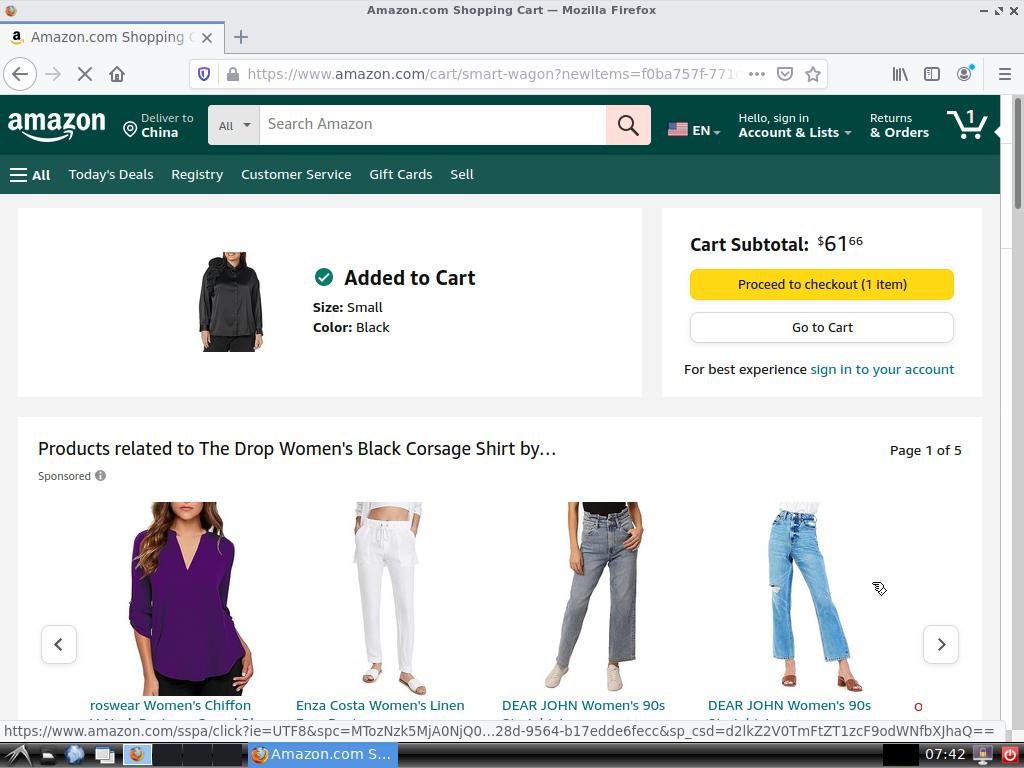 Amazon.com Shopping Cart — Mozilla Firefox
Amazon.com Shopping C
https://www.amazon.com/cart/smart-wagon?newItems=f0ba757f-771
amazon
Deliver to
China
All
Search Amazon
EN
Hello, sign in
Account & Lists
Returns
& Orders
1
All
Today's Deals
Registry
Customer Service
Gift Cards
Sell
Added to Cart
Size: Small
Color: Black
Cart Subtotal: $61 66
Proceed to checkout (1 item)
Go to Cart
For best experience sign in to your account
Products related to The Drop Women's Black Corsage Shirt by…
Page 1 of 5
Sponsored
roswear Women's Chiffon
Enza Costa Women's Linen
DEAR JOHN Women's 90s
DEAR JOHN Women's 90s
https://www.amazon.com/sspa/click?ie=UTF8&spc=MTozNzk5MjA0NjQ0...28d-9564-b17edde6fecc&sp_csd=d2lkZ2V0TmFtZT1zcF9odWNfbXJhaQ==
Amazon.com S...
07:42